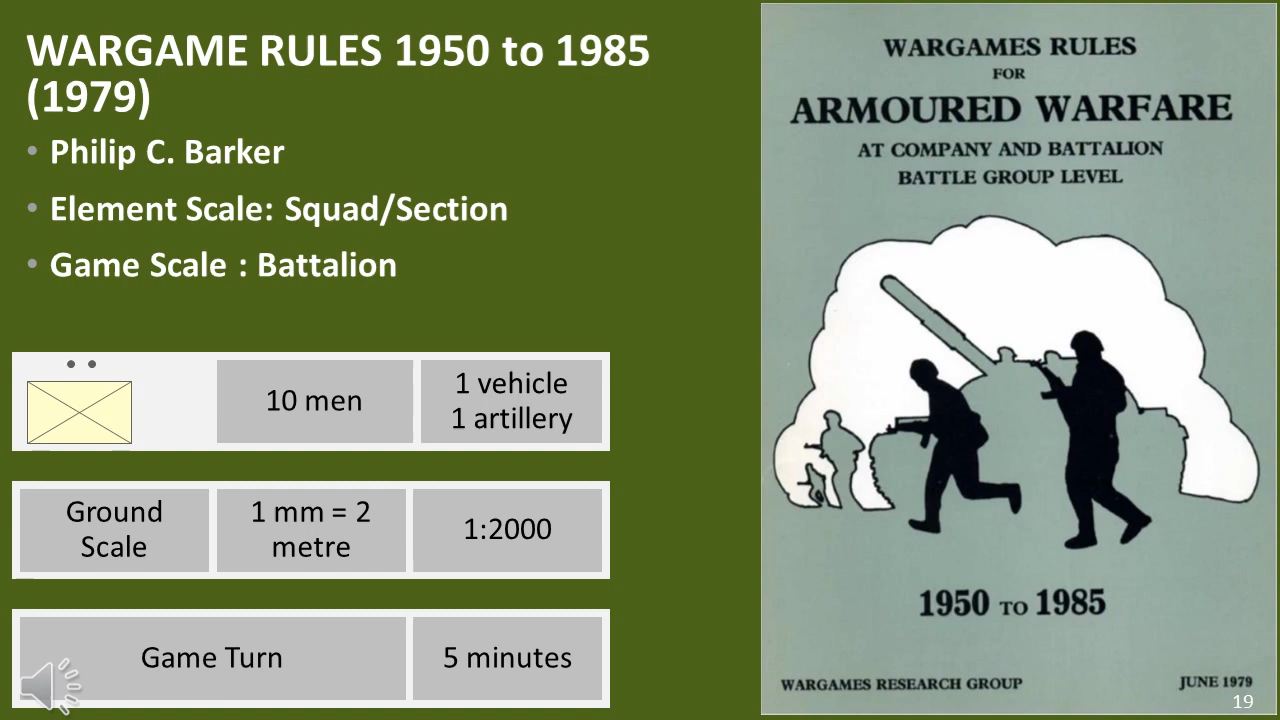 WARGAME RULES 1950 to 1985
(1979)
• Philip C. Barker
• Element Scale: Squad/Section
• Game Scale : Battalion
10 men
1 vehicle
1 artillery
Ground
Scale
1 mm = 2
metre
1:2000
Game Turn
5 minutes
WARGAMES RULES
FOR
ARMOURED WARFARE
AT COMPANY AND BATTALION
BATTLE GROUP LEVEL
1950 TO 1985
WARGAMES RESEARCH GROUP
JUNE 1979
19